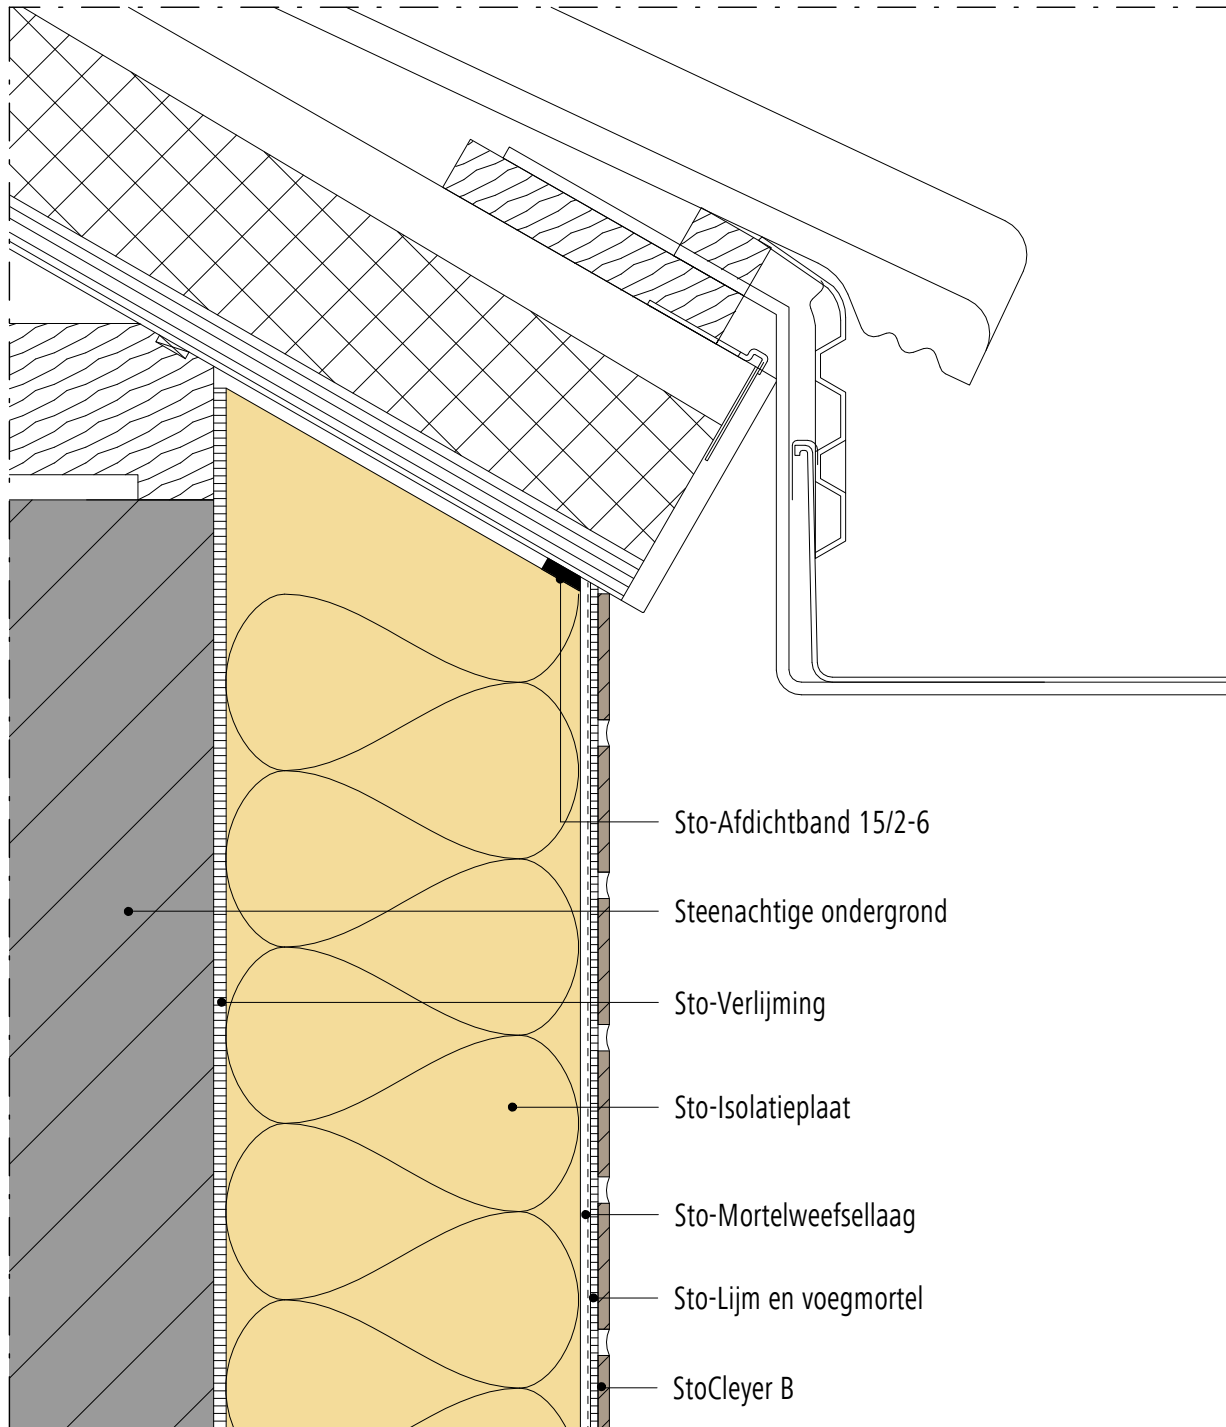 Sto-Afdichtband 15/2-6
Steenachtige ondergrond
Sto-Verlijming
Sto-Isolatieplaat
Sto-Mortelweefsellaag
Sto-Lijm en voegmortel
StoCleyer B